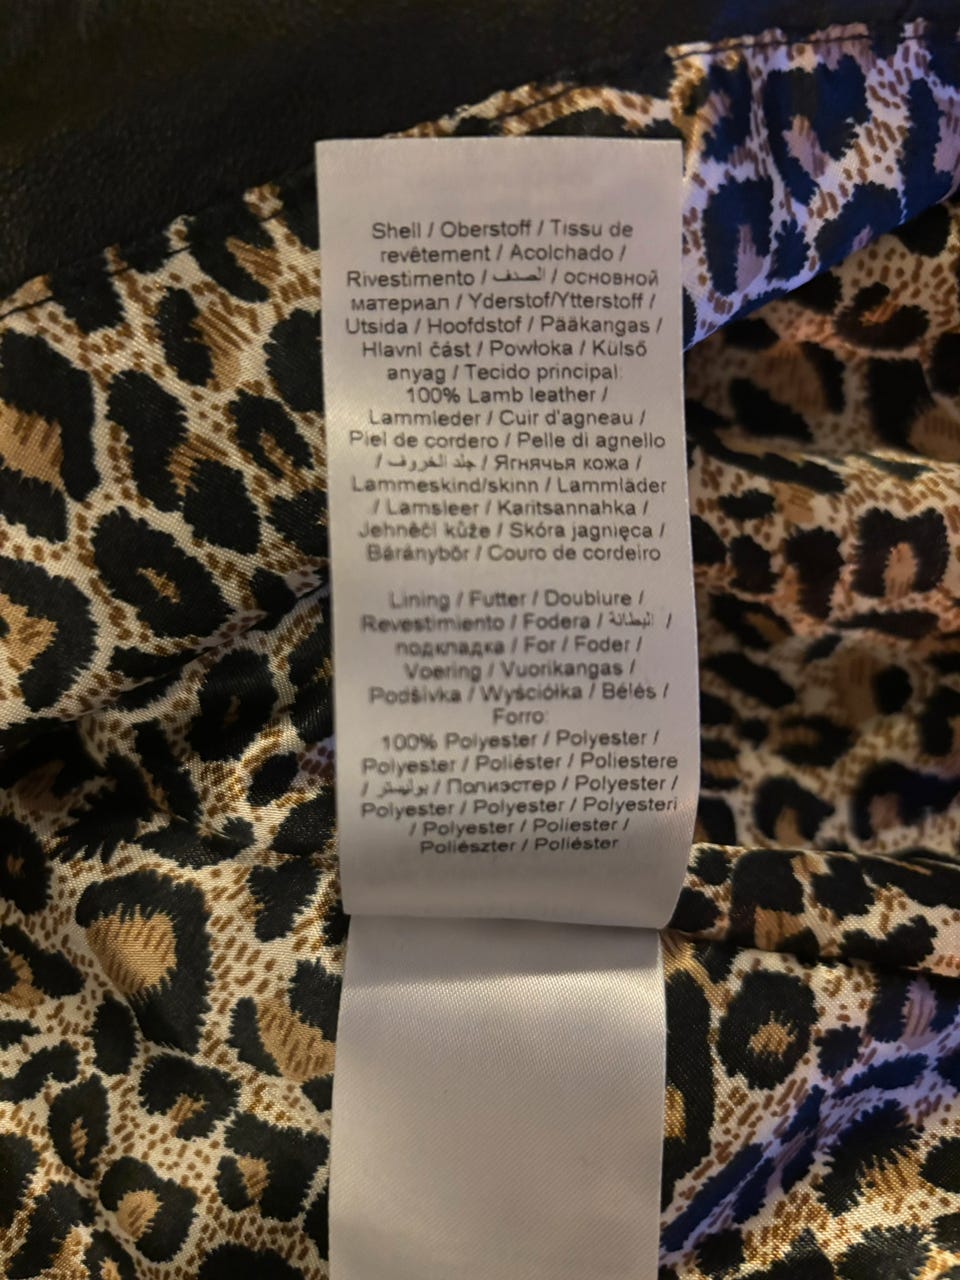 Shell / Oberstoff / Tissu de
revêtement / Acolchado /
Rivestimento / الصدف / основной
материал / Yderstof/Ytterstoff /
Utsida / Hoofdstof / Pääkangas /
Hlavní část / Powłoka / Külső
anyag / Tecido principal:
100% Lamb leather /
Lammleder / Cuir d'agneau /
Piel de cordero / Pelle di agnello
/ جلد الخروف / Ягнячья кожа /
Lammeskind/skinn / Lammläder
/ Lamsleer / Karitsannahka /
Jehněčí kůže / Skóra jagnięca /
Báránybőr / Couro de cordeiro
Lining / Futter / Doublure /
Revestimiento / Fodera / البطانة /
подкладка / For / Foder /
Voering / Vuorikangas /
Podšívka / Wyściółka / Bélés /
Forro:
100% Polyester / Polyester /
Polyester / Poliéster / Poliestere
/ بوليستر / Полиэстер / Polyester /
Polyester / Polyester / Polyesteri
/ Polyester / Poliester /
Poliészter / Poliéster